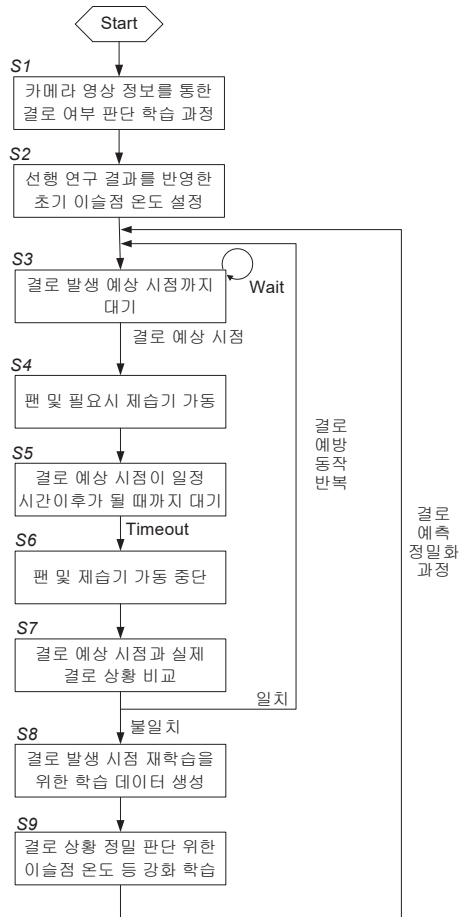 Start
S1
카메라 영상 정보를 통한
결로 여부 판단 학습 과정
S2
선행 연구 결과를 반영한
초기 이슬점 온도 설정
S3
결로 발생 예상 시점까지
대기
Wait
결로 예상 시점
S4
팬 및 필요시 제습기 가동
S5
결로 예상 시점이 일정
시간이후가 될 때까지 대기
Timeout
S6
팬 및 제습기 가동 중단
S7
결로 예상 시점과 실제
결로 상황 비교
일치
불일치
S8
결로 발생 시점 재학습을
위한 학습 데이터 생성
S9
결로 상황 정밀 판단 위한
이슬점 온도 등 강화 학습
결로
예방
동작
반복
결로
예측
정밀화
과정